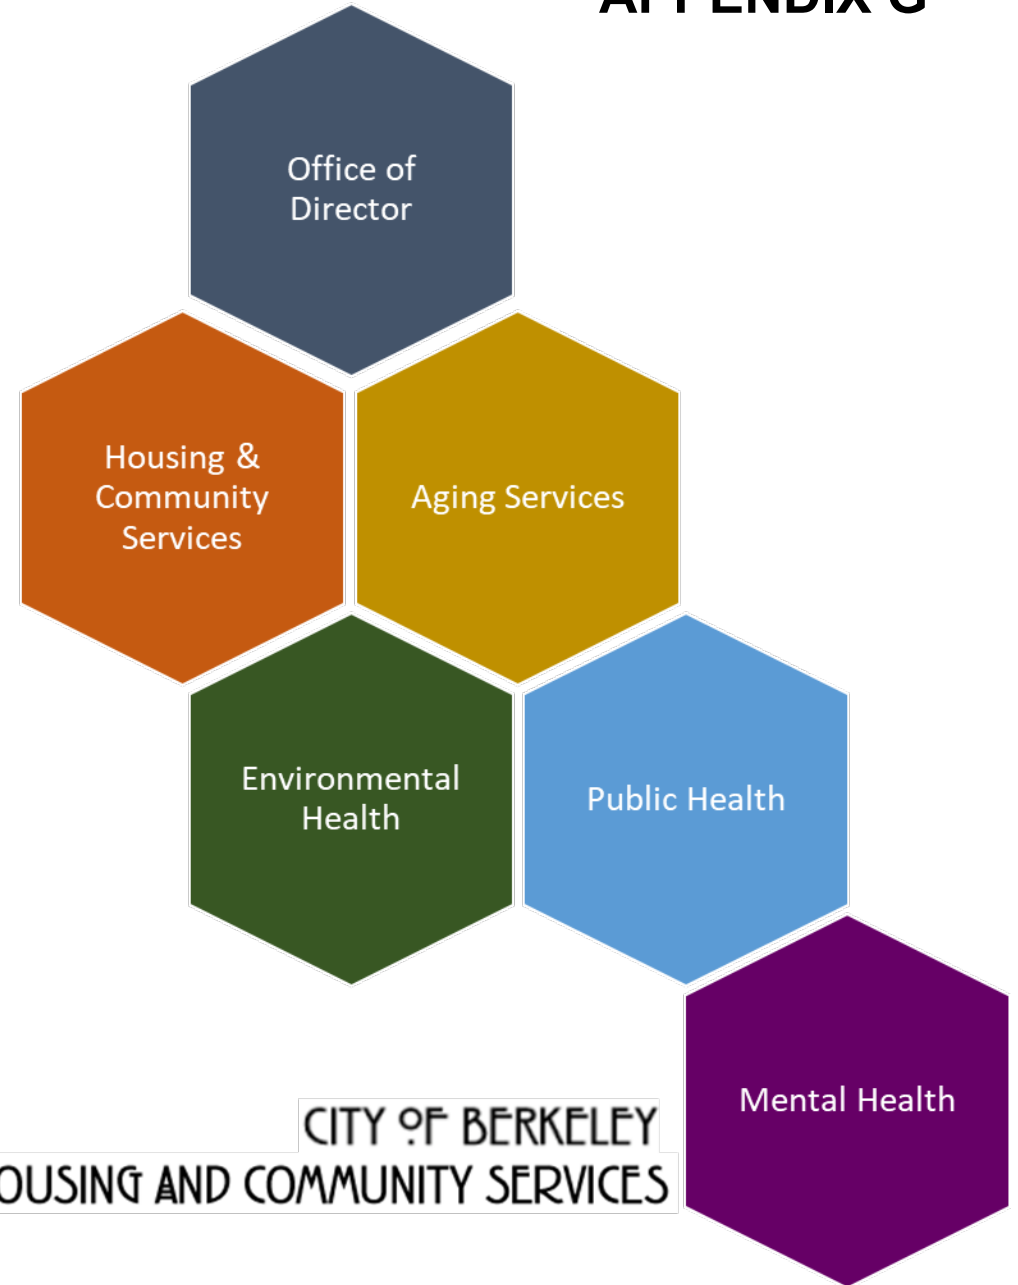 APPENDIX G
Office of
Director
Housing &
Community
Services
Aging Services
Environmental
Health
Public Health
Mental Health
CITY OF BERKELEY
OUSING AND COMMUNITY SERVICES